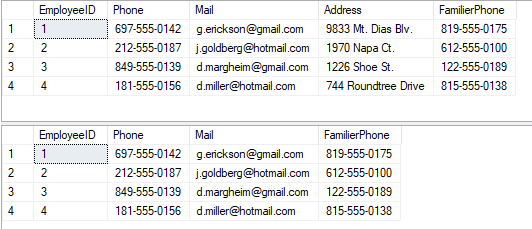 EmployeeID Phone Mail Address FamilierPhone
1 1 697-555-0142 g.erickson@gmail.com 9833 Mt. Dias Blv. 819-555-0175
2 2 212-555-0187 j.goldberg@hotmail.com 1970 Napa Ct. 612-555-0100
3 3 849-555-0139 d.margheim@gmail.com 1226 Shoe St. 122-555-0189
4 4 181-555-0156 d.miller@hotmail.com 744 Roundtree Drive 815-555-0138
EmployeeID Phone Mail FamilierPhone
1 1 697-555-0142 g.erickson@gmail.com 819-555-0175
2 2 212-555-0187 j.goldberg@hotmail.com 612-555-0100
3 3 849-555-0139 d.margheim@gmail.com 122-555-0189
4 4 181-555-0156 d.miller@hotmail.com 815-555-0138